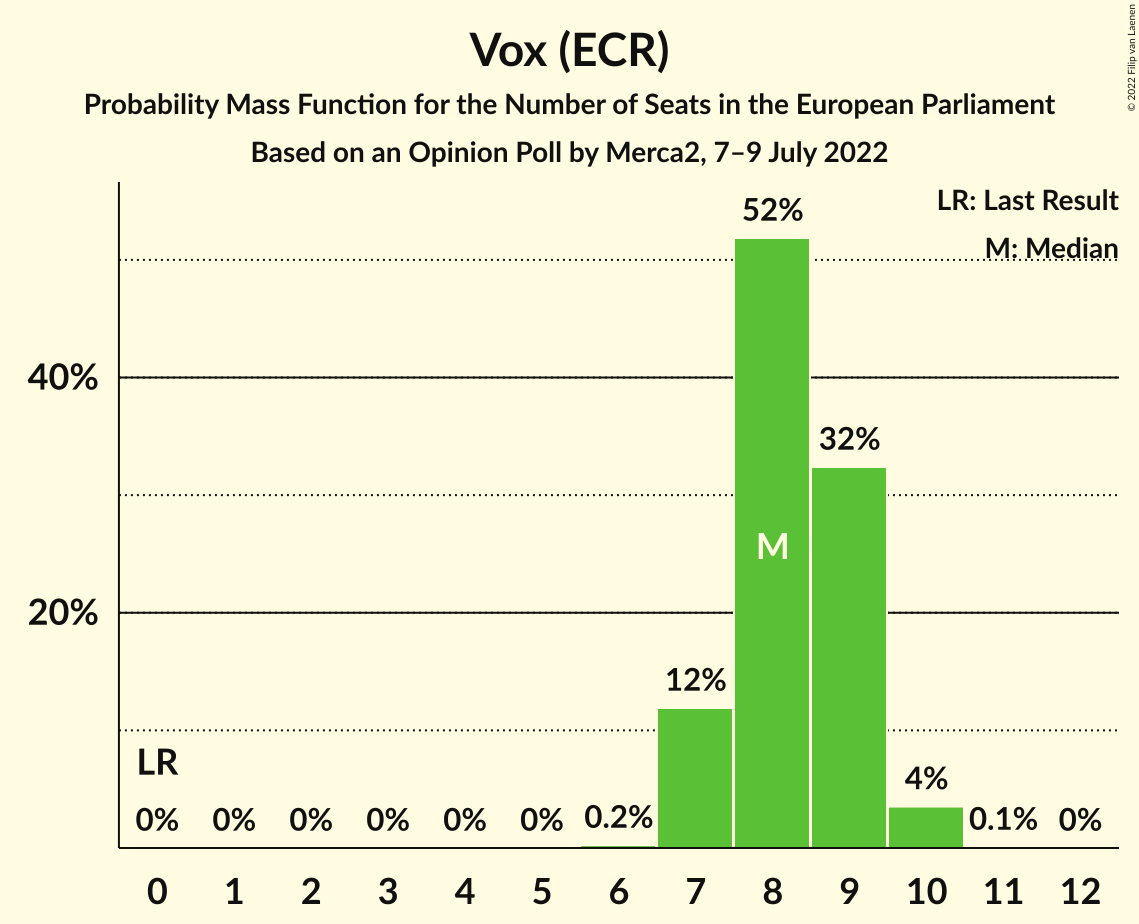 Vox (ECR)
Probability Mass Function for the Number of Seats in the European Parliament
Based on an Opinion Poll by Merca2, 7–9 July 2022
© 2022 Filip van Laenen
LR: Last Result
M: Median
52%
40%
32%
M
20%
12%
LR
4%
0% 0% 0% 0% 0% 0% 0.2% 0.1% 0%
0 1 2 3 4 5 6 7 8 9 10 11 12